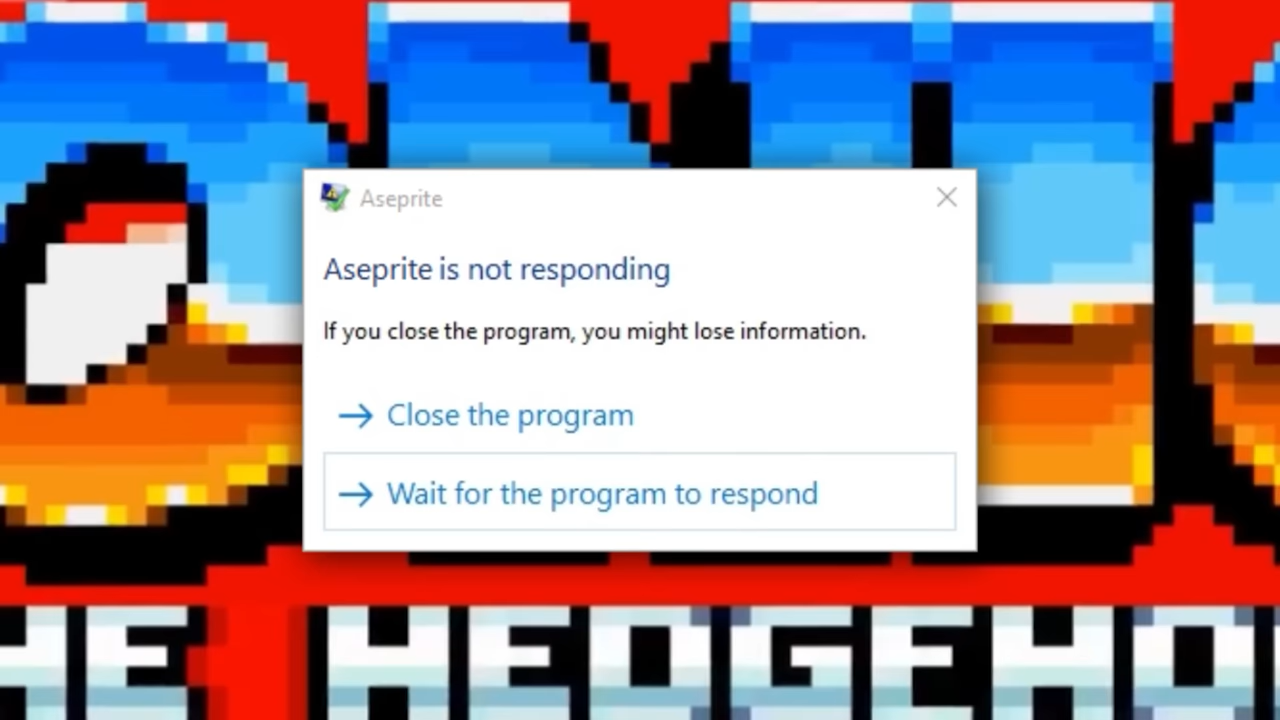 Aseprite
Aseprite is not responding
If you close the program, you might lose information.
Close the program
Wait for the program to respond
HE HEDGEHO